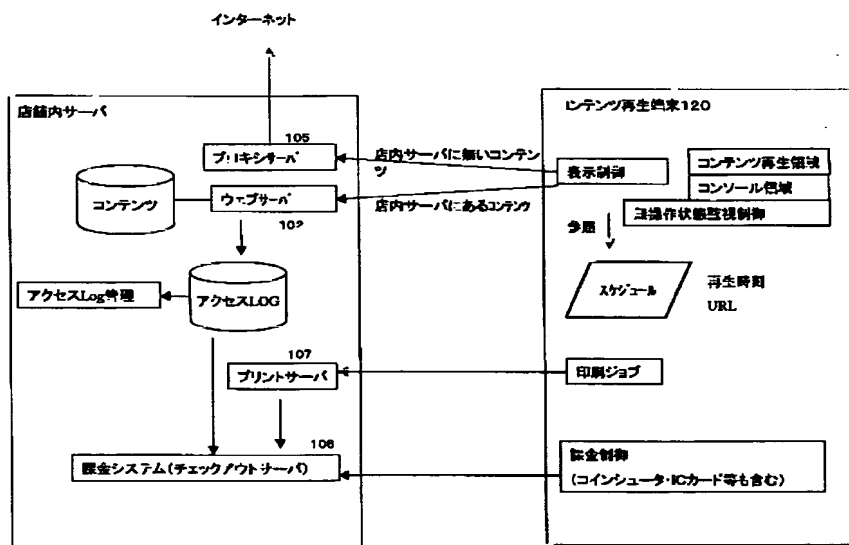 インターネット
店舗内サーバ
コンテンツ再生端末120
105
プロキシサーバ
店内サーバに無いコンテン
ツ
表示制御
コンテンツ再生領域
コンソール領域
操作状態監視制御
コンテンツ
ウェブサーバ
102
店内サーバにあるコンテンツ
参照
アクセスLog管理
アクセスLOG
スケジュール
再生時刻
URL
107
プリントサーバ
印刷ジョブ
106
課金システム(チェックアウトサーバ)
課金制御
(コインシュータ・ICカード等も含む)